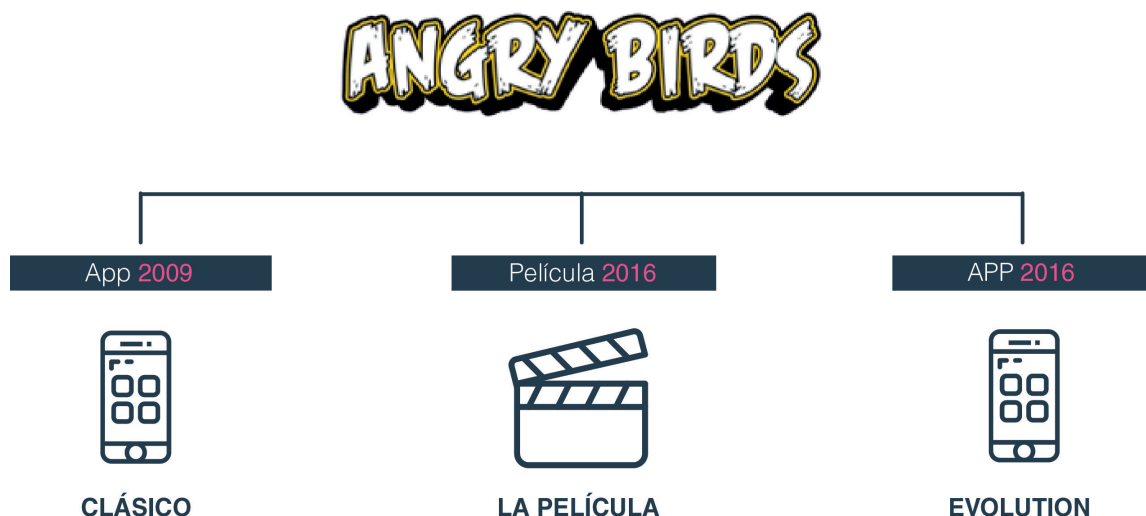 ANGRY BIRDS
App 2009
Película 2016
APP 2016
CLÁSICO
LA PELÍCULA
EVOLUTION